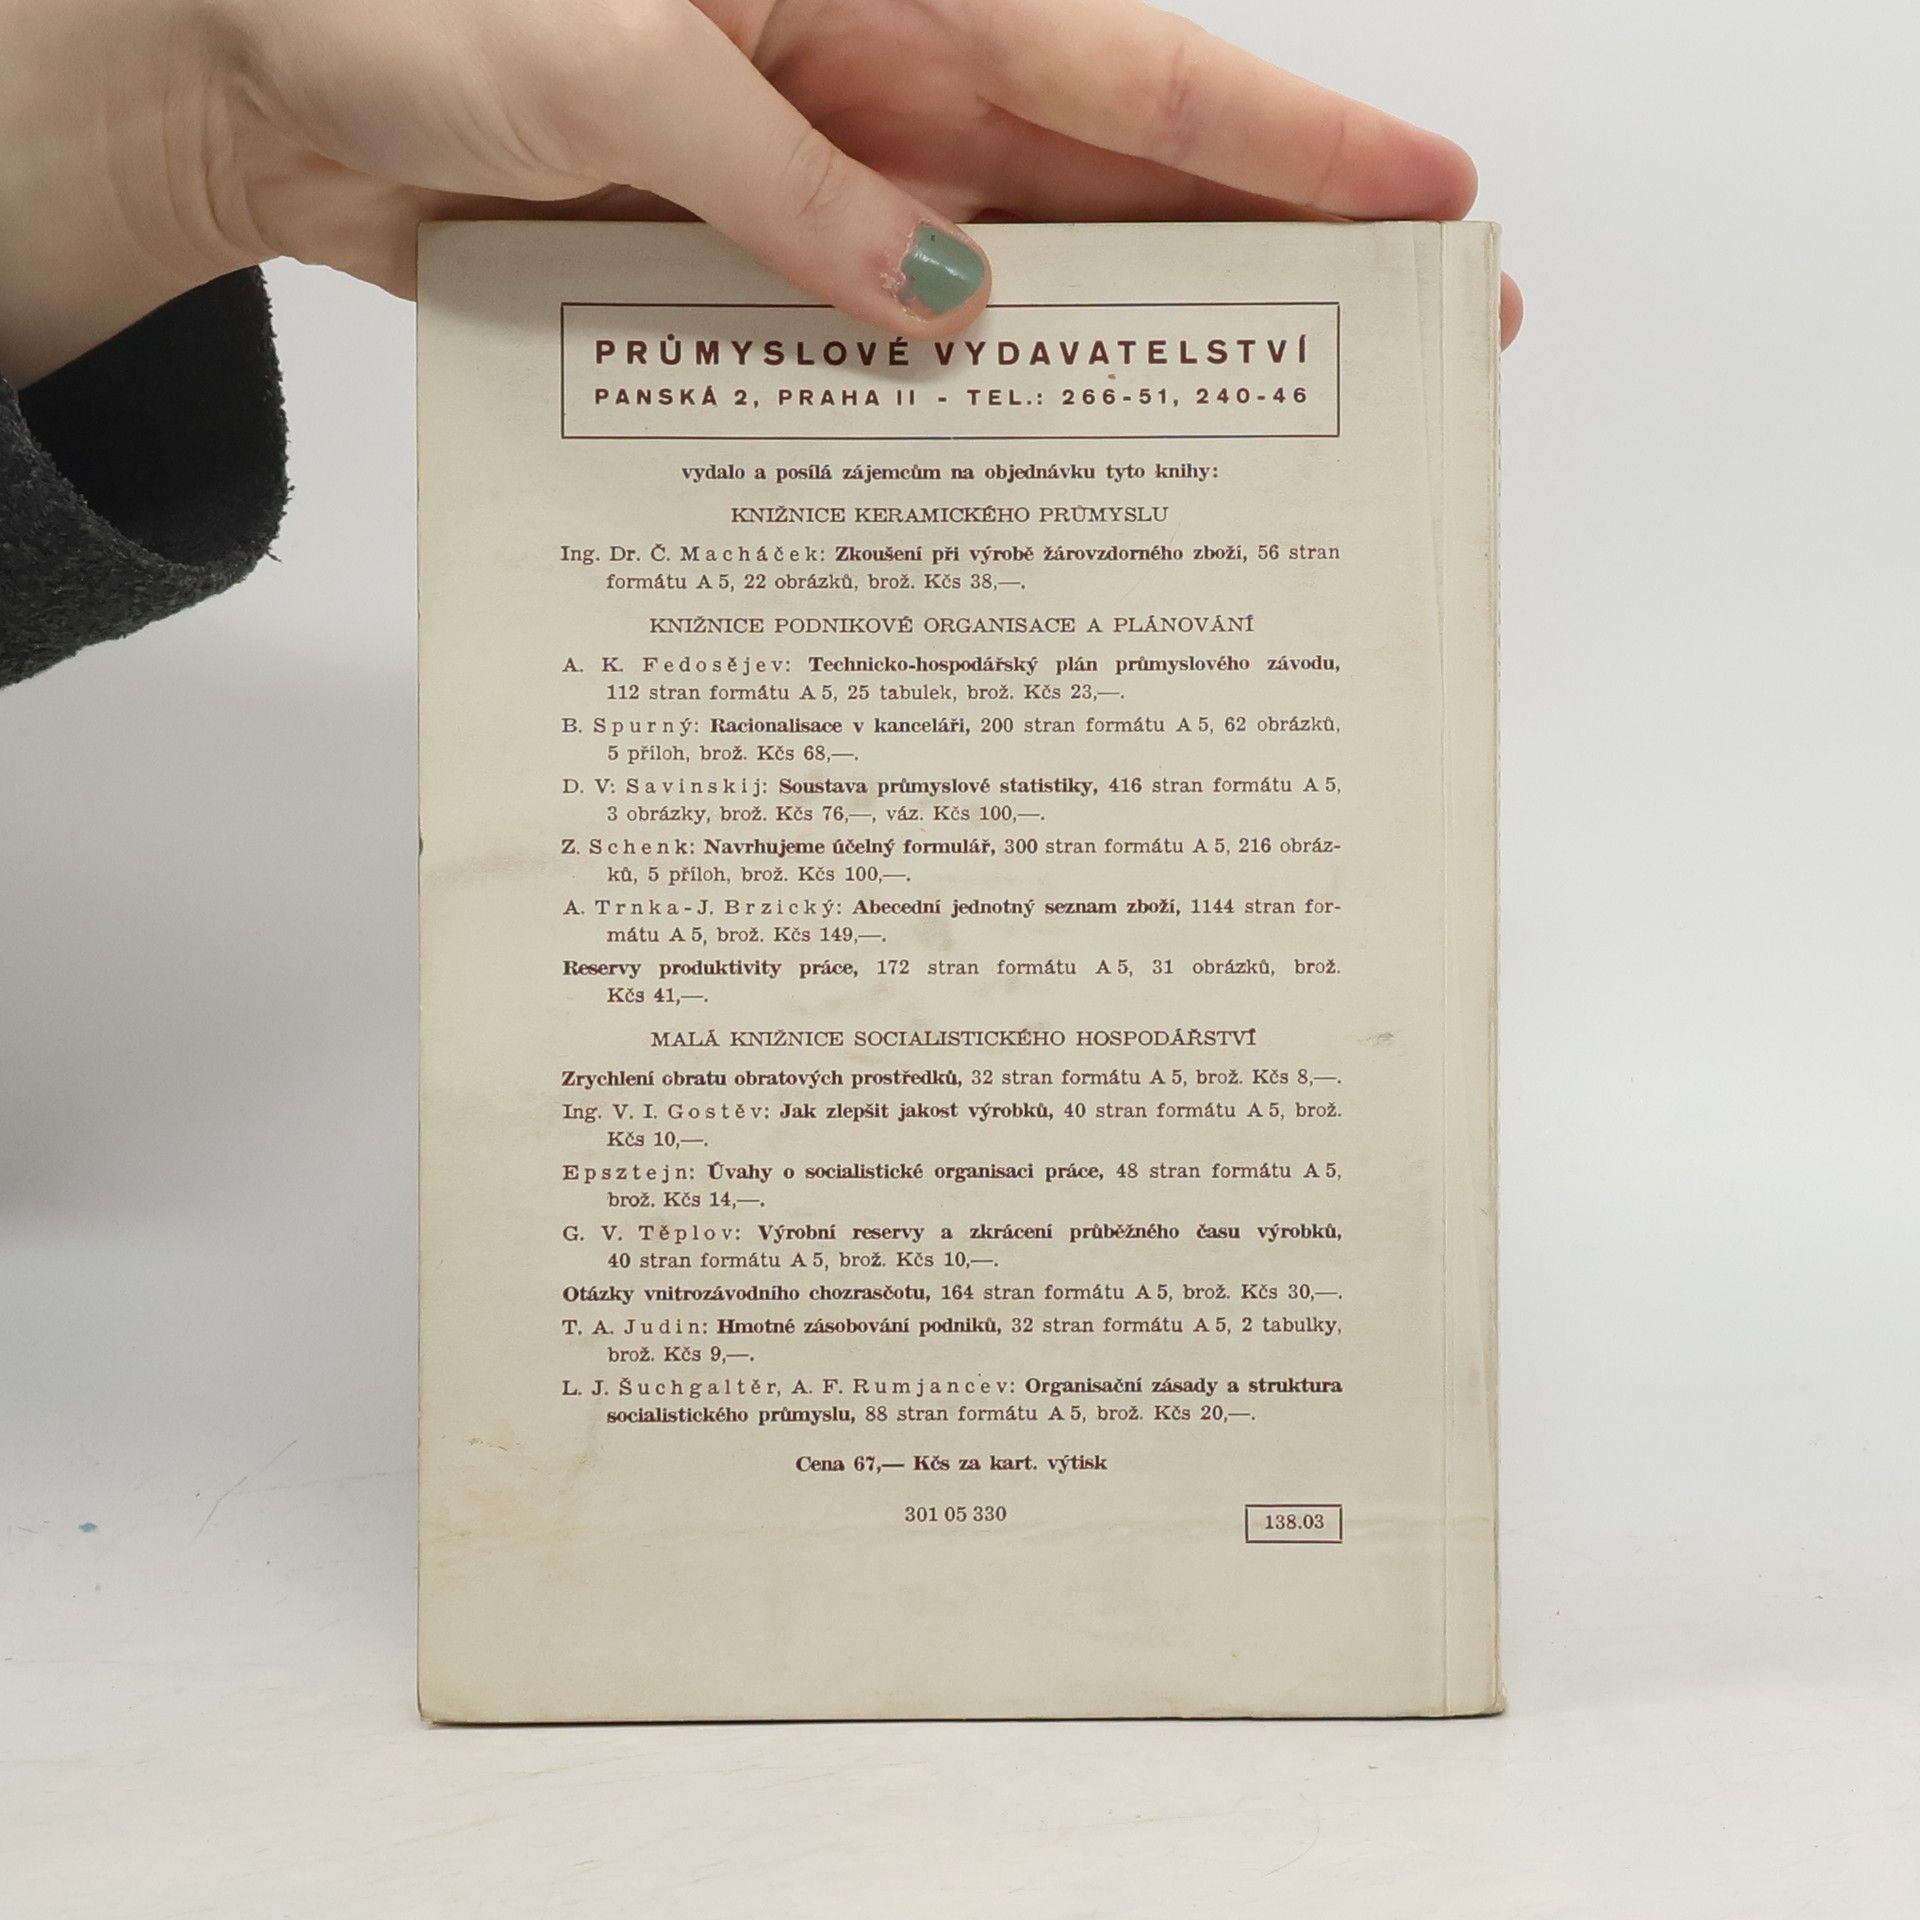 PRŮMYSLOVÉ VYDAVATELSTVÍ
PANSKÁ 2, PRAHA II - TEL.: 266-51, 240-46
vydalo a posílá zájemcům na objednávku tyto knihy:
KNIŽNICE KERAMICKÉHO PRŮMYSLU
Ing. Dr. Č. Macháček: Zkoušení při výrobě žárovzdorného zboží, 56 stran
formátu A 5, 22 obrázků, brož. Kčs 38,—.
KNIŽNICE PODNIKOVÉ ORGANISACE A PLÁNOVÁNÍ
A. K. Fedosějev: Technicko-hospodářský plán průmyslového závodu,
112 stran formátu A 5, 25 tabulek, brož. Kčs 23,—.
B. Spurný: Racionalisace v kanceláři, 200 stran formátu A 5, 62 obrázků,
5 příloh, brož. Kčs 68,—.
D. V. Savinskij: Soustava průmyslové statistiky, 416 stran formátu A 5,
3 obrázky, brož. Kčs 76,—, váz. Kčs 100,—.
Z. Schenk: Navrhujeme účelný formulář, 300 stran formátu A 5, 216 obráz-
ků, 5 příloh, brož. Kčs 100,—.
A. Trnka-J. Brzický: Abecední jednotný seznam zboží, 1144 stran for-
mátu A 5, brož. Kčs 149,—.
Reservy produktivity práce, 172 stran formátu A 5, 31 obrázků, brož.
Kčs 41,—.
MALÁ KNIŽNICE SOCIALISTICKÉHO HOSPODÁŘSTVÍ
Zrychlení obratu obratových prostředků, 32 stran formátu A 5, brož. Kčs 8,—.
Ing. V. I. Gostěv: Jak zlepšit jakost výrobků, 40 stran formátu A 5, brož.
Kčs 10,—.
Epsztejn: Úvahy o socialistické organisaci práce, 48 stran formátu A 5,
brož. Kčs 14,—.
G. V. Těplov: Výrobní reservy a zkrácení průběžného času výrobků,
40 stran formátu A 5, brož. Kčs 10,—.
Otázky vnitrozávodního chozrasčotu, 164 stran formátu A 5, brož. Kčs 30,—.
T. A. Judin: Hmotné zásobování podniků, 32 stran formátu A 5, 2 tabulky,
brož. Kčs 9,—.
L. J. Šuchgaltěr, A. F. Rumjancev: Organisační zásady a struktura
socialistického průmyslu, 88 stran formátu A 5, brož. Kčs 20,—.
Cena 67,— Kčs za kart. výtisk
301 05 330
138.03